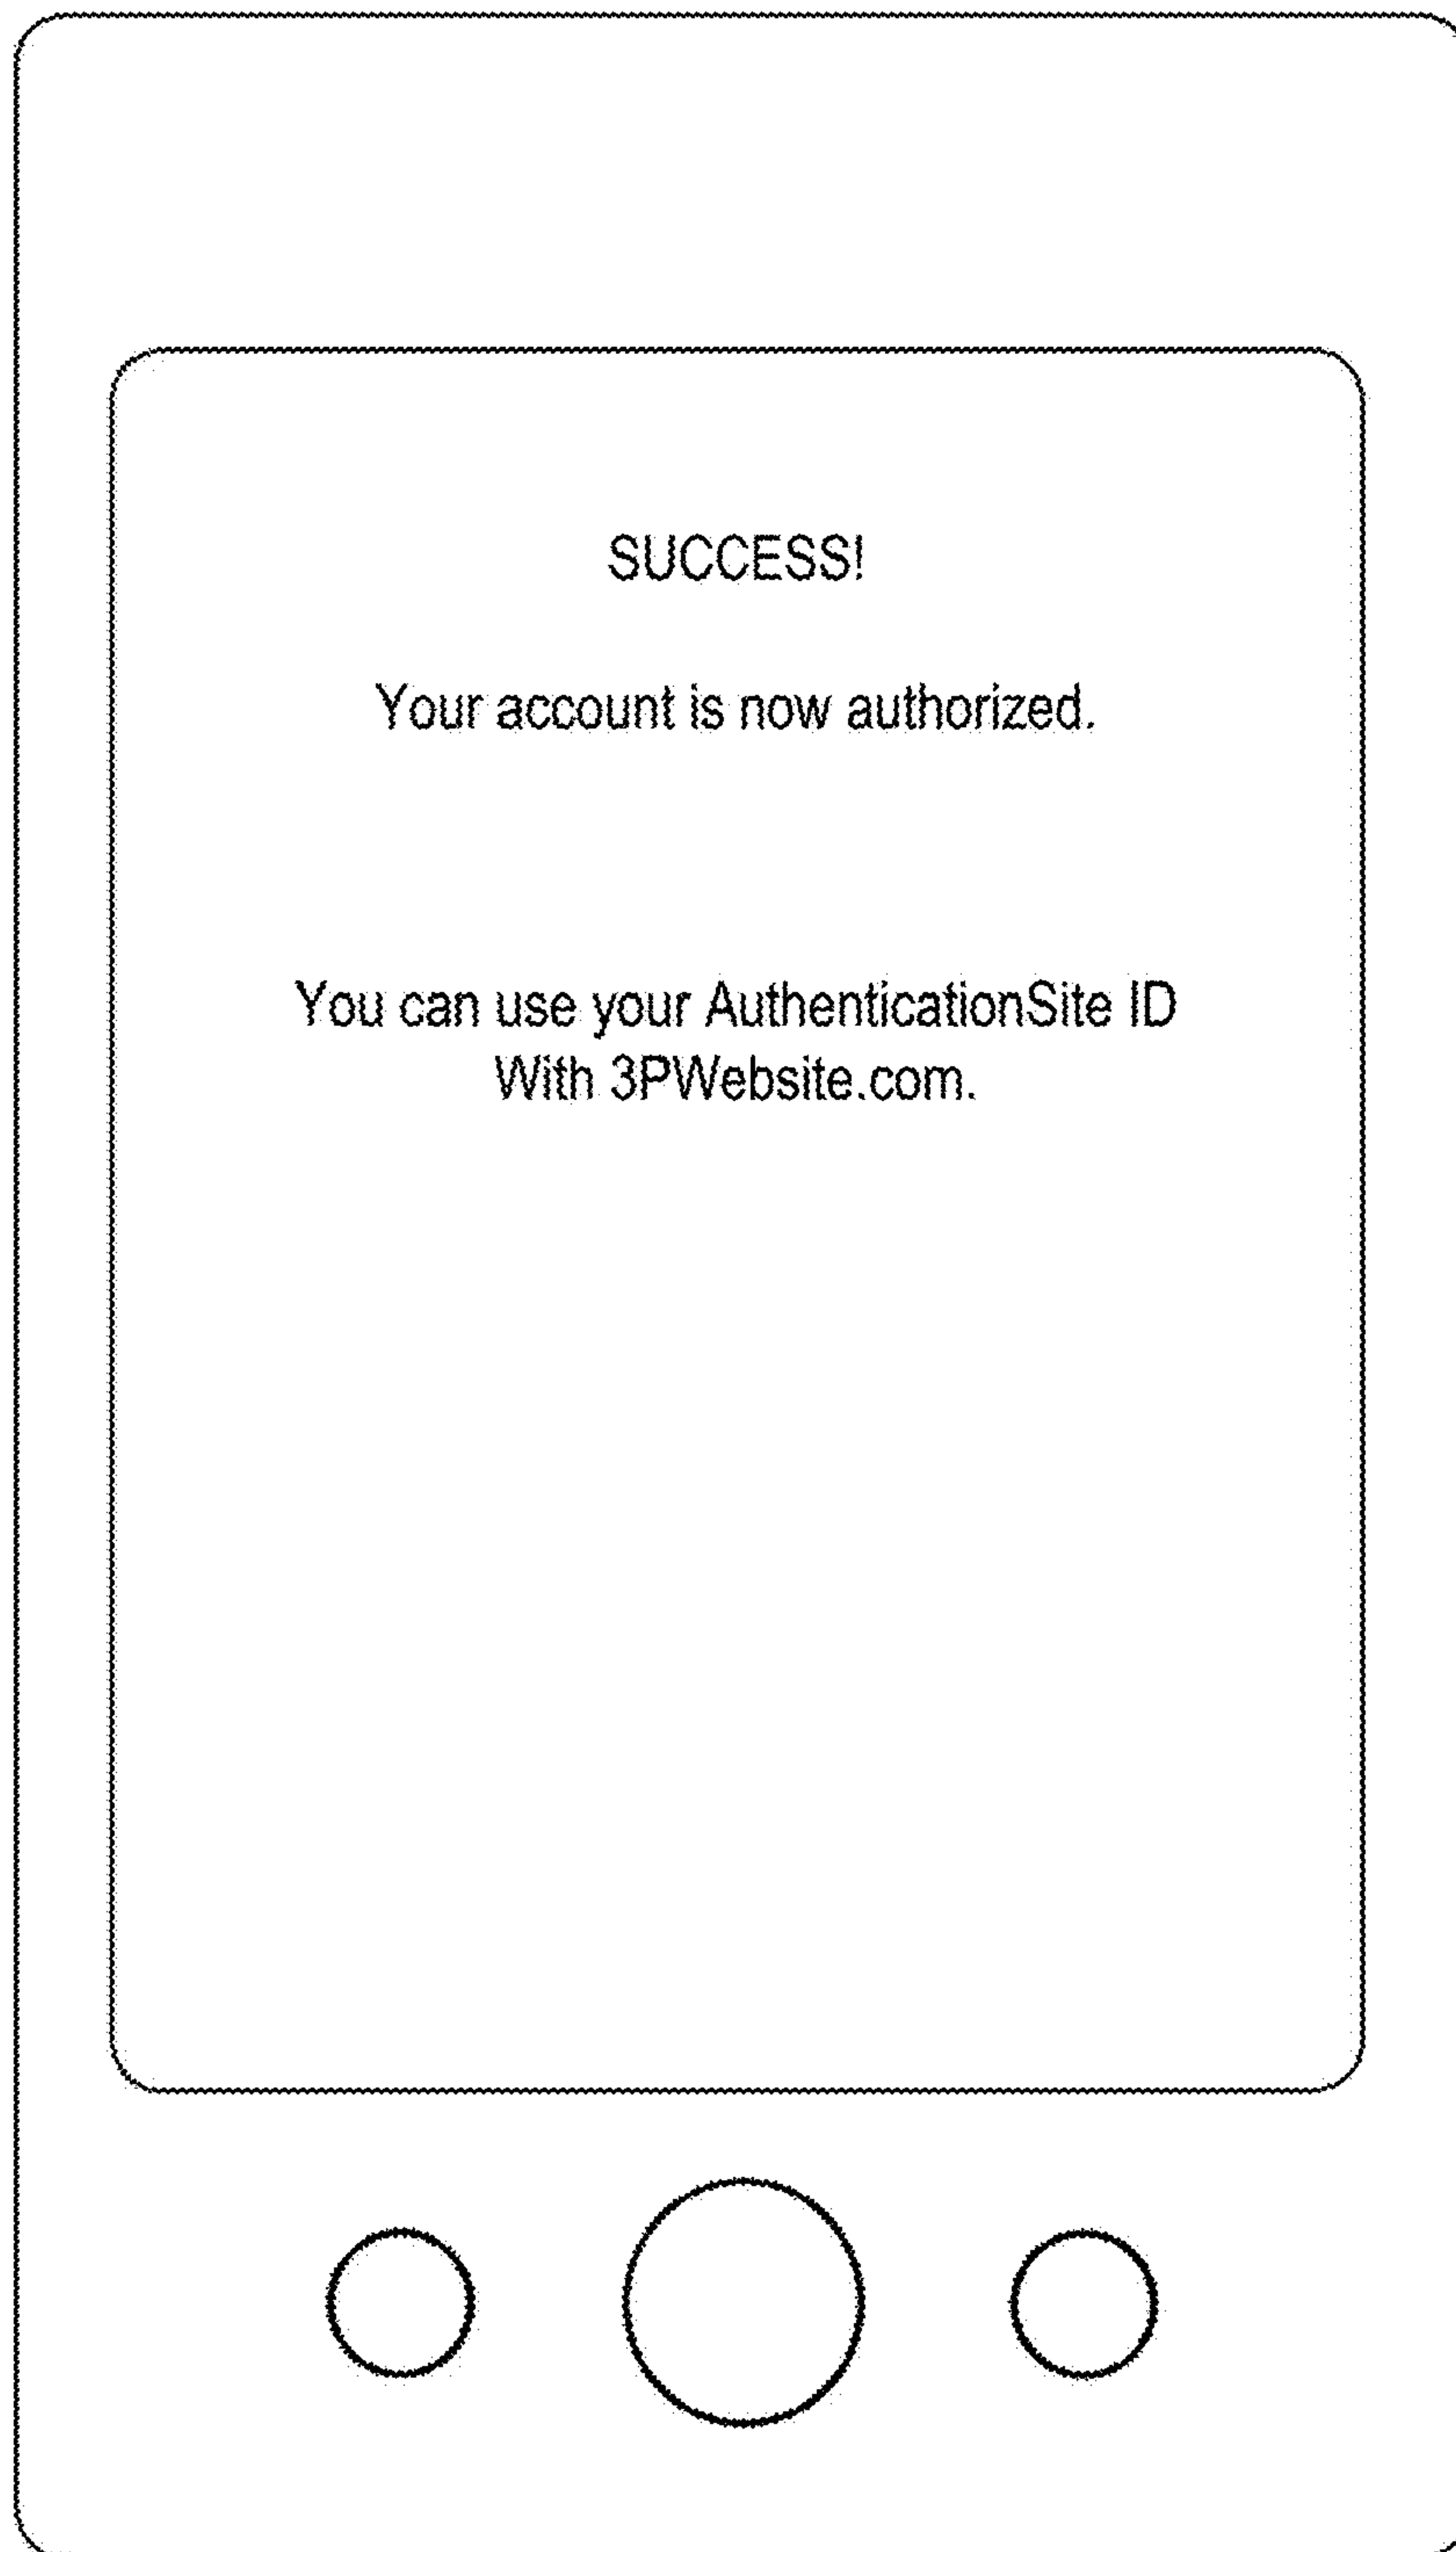 SUCCESS!
Your account is now authorized.
You can use your AuthenticationSite ID
With 3PWebsite.com.